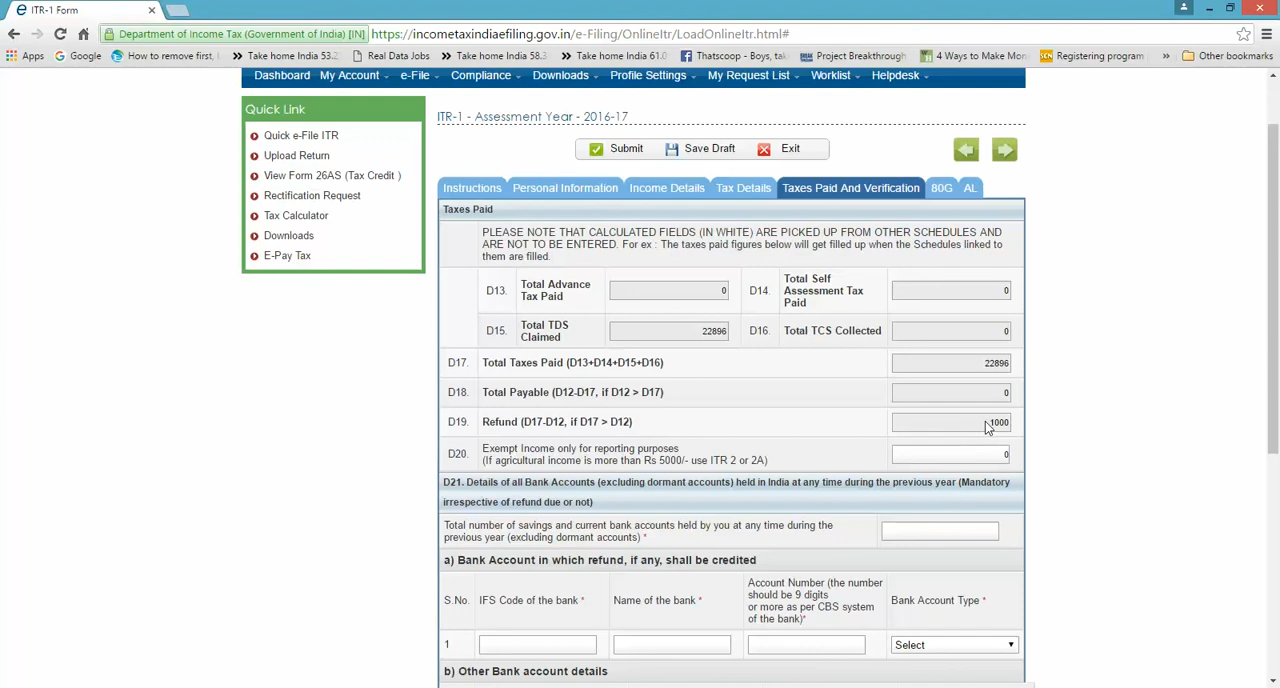 ITR-1 Form
Department of Income Tax (Government of India) [IN] https://incometaxindiaefiling.gov.in/e-Filing/OnlineItr/LoadOnlineItr.html#
Apps Google How to remove first, Take home 53.2 Real Data Jobs Take home 58.3 Take home 61.0 Thatscoop - Boys, tak Project Breakthrough 4 Ways to Make Mon Registering program » Other bookmarks
Dashboard My Account e-File Compliance Downloads Profile Settings My Request List Worklist Helpdesk
Quick Link
Quick e-File ITR
Upload Return
View Form 26AS (Tax Credit )
Rectification Request
Tax Calculator
Downloads
E-Pay Tax
ITR-1 - Assessment Year - 2016-17
Submit Save Draft Exit
Instructions Personal Information Income Details Tax Details Taxes Paid And Verification 80G AL
Taxes Paid
PLEASE NOTE THAT CALCULATED FIELDS (IN WHITE) ARE PICKED UP FROM OTHER SCHEDULES AND
ARE NOT TO BE ENTERED. For ex : The taxes paid figures below will get filled up when the Schedules linked to
them are filled.
D13. Total Advance Tax Paid 0 D14. Total Self Assessment Tax Paid 0
D15. Total TDS Claimed 22896 D16. Total TCS Collected 0
D17. Total Taxes Paid (D13+D14+D15+D16) 22896
D18. Total Payable (D12-D17, if D12 > D17) 0
D19. Refund (D17-D12, if D17 > D12) 1000
D20. Exempt Income only for reporting purposes
(If agricultural income is more than Rs 5000/- use ITR 2 or 2A) 0
D21. Details of all Bank Accounts (excluding dormant accounts) held in India at any time during the previous year (Mandatory
irrespective of refund due or not)
Total number of savings and current bank accounts held by you at any time during the
previous year (excluding dormant accounts) *
a) Bank Account in which refund, if any, shall be credited
S.No. IFS Code of the bank * Name of the bank * Account Number (the number
should be 9 digits
or more as per CBS system
of the bank)* Bank Account Type *
1 Select
b) Other Bank account details